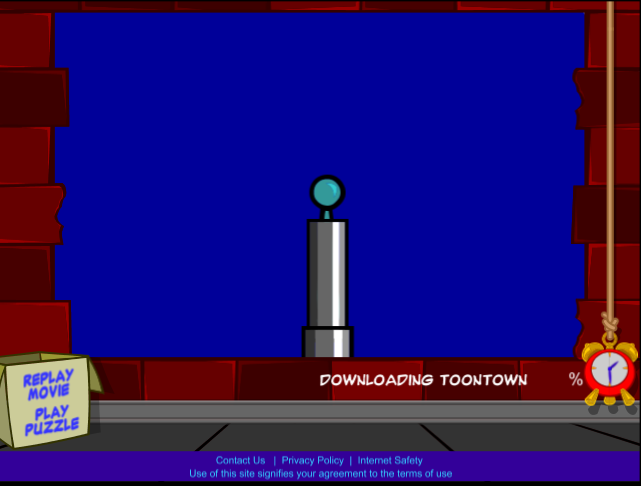 DOWNLOADING TOONTOWN %
REPLAY
MOVIE
PLAY
PUZZLE
Contact Us | Privacy Policy | Internet Safety
Use of this site signifies your agreement to the terms of use